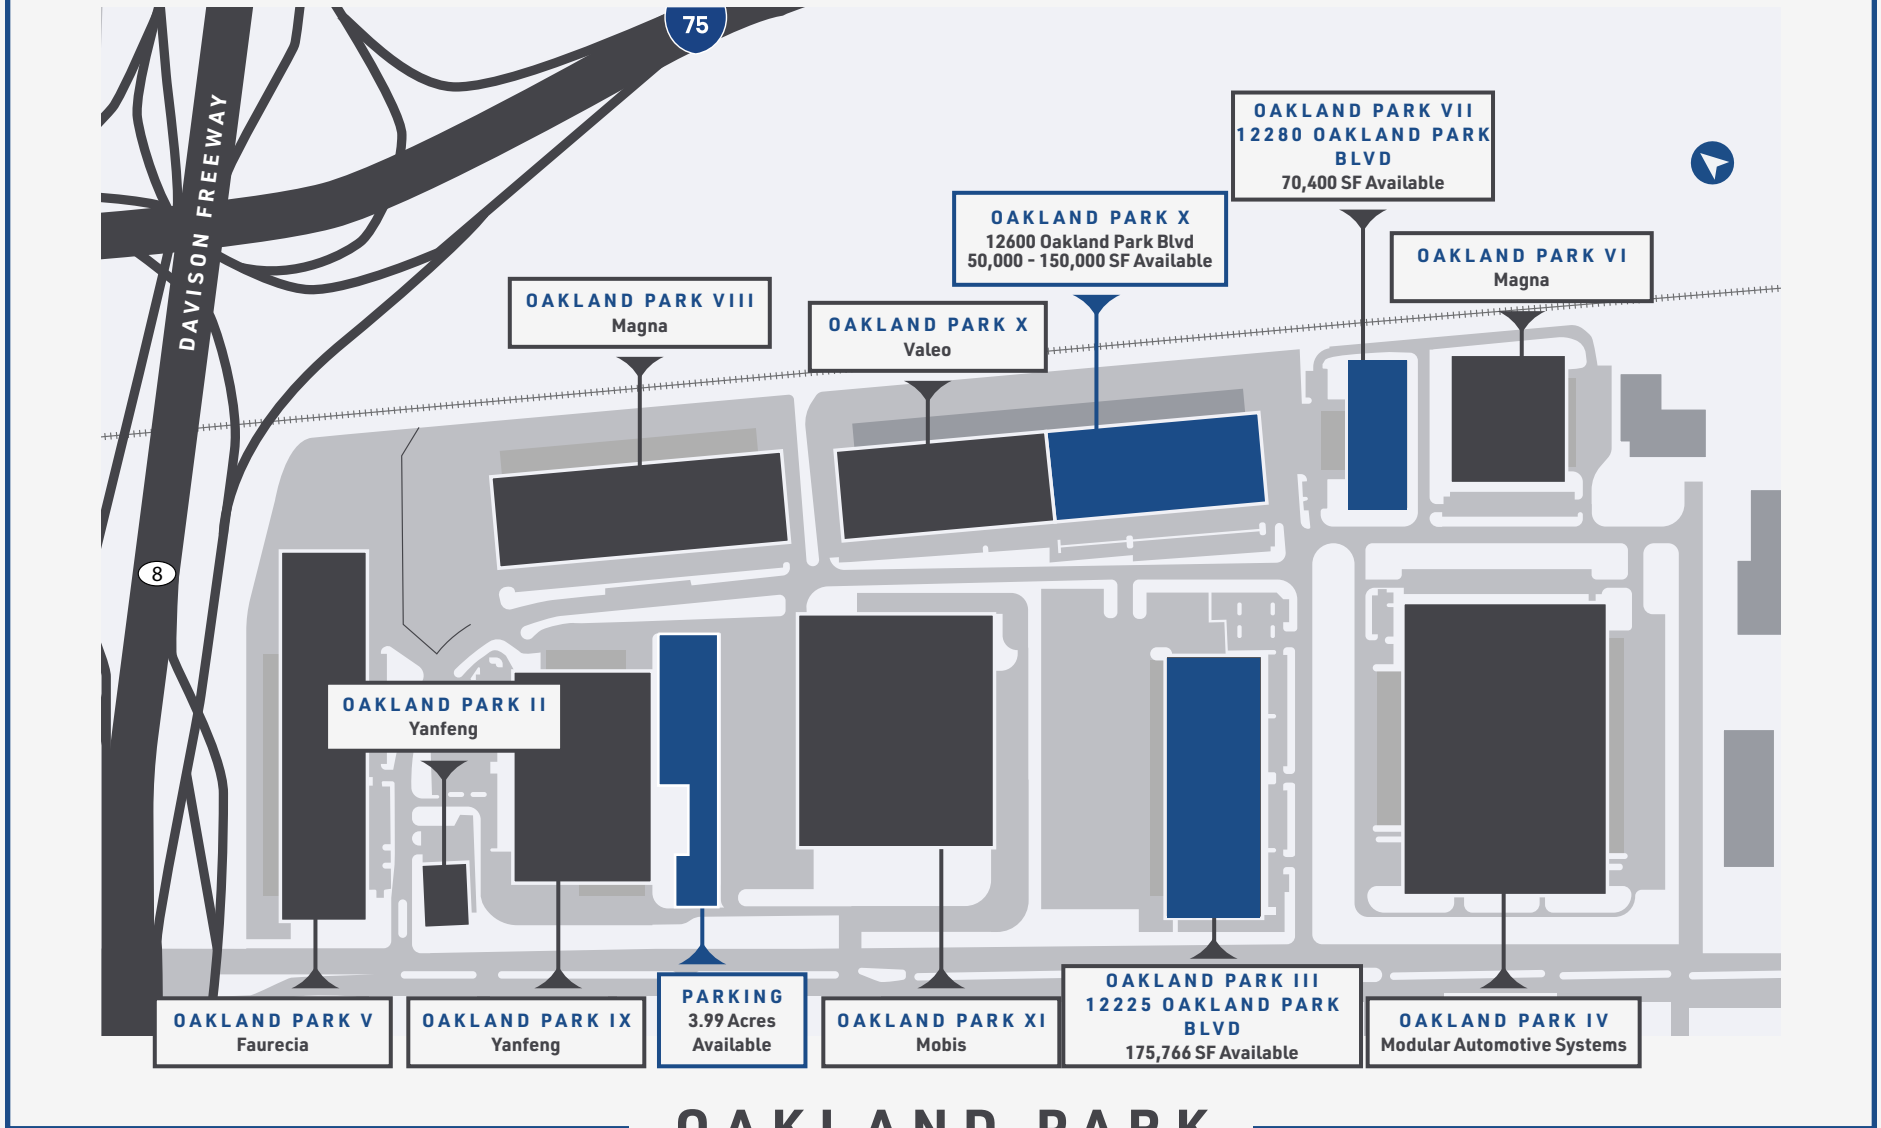 75
DAVISON FREEWAY
8
OAKLAND PARK VII
12280 OAKLAND PARK
BLVD
70,400 SF Available
OAKLAND PARK X
12600 Oakland Park Blvd
50,000 - 150,000 SF Available
OAKLAND PARK VI
Magna
OAKLAND PARK VIII
Magna
OAKLAND PARK X
Valeo
OAKLAND PARK II
Yanfeng
OAKLAND PARK V
Faurecia
OAKLAND PARK IX
Yanfeng
PARKING
3.99 Acres
Available
OAKLAND PARK XI
Mobis
OAKLAND PARK III
12225 OAKLAND PARK
BLVD
175,766 SF Available
OAKLAND PARK IV
Modular Automotive Systems
OAKLAND PARK